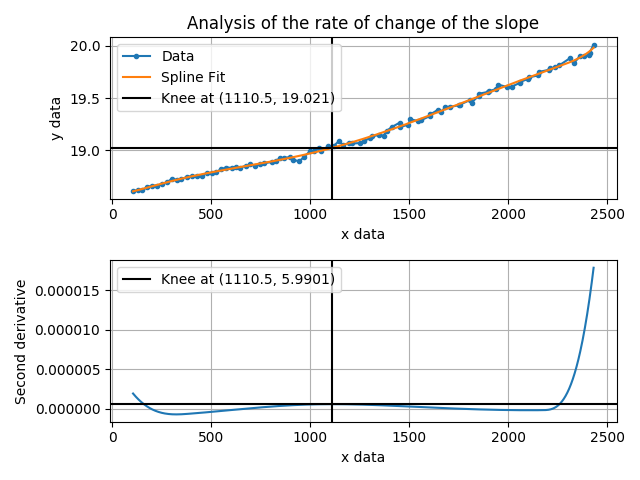 Analysis of the rate of change of the slope
20.0
19.5
19.0
y data
Data
Spline Fit
Knee at (1110.5, 19.021)
0
500
1000
1500
2000
2500
x data
0.000015
0.000010
0.000005
0.000000
Second derivative
Knee at (1110.5, 5.9901)
0
500
1000
1500
2000
2500
x data